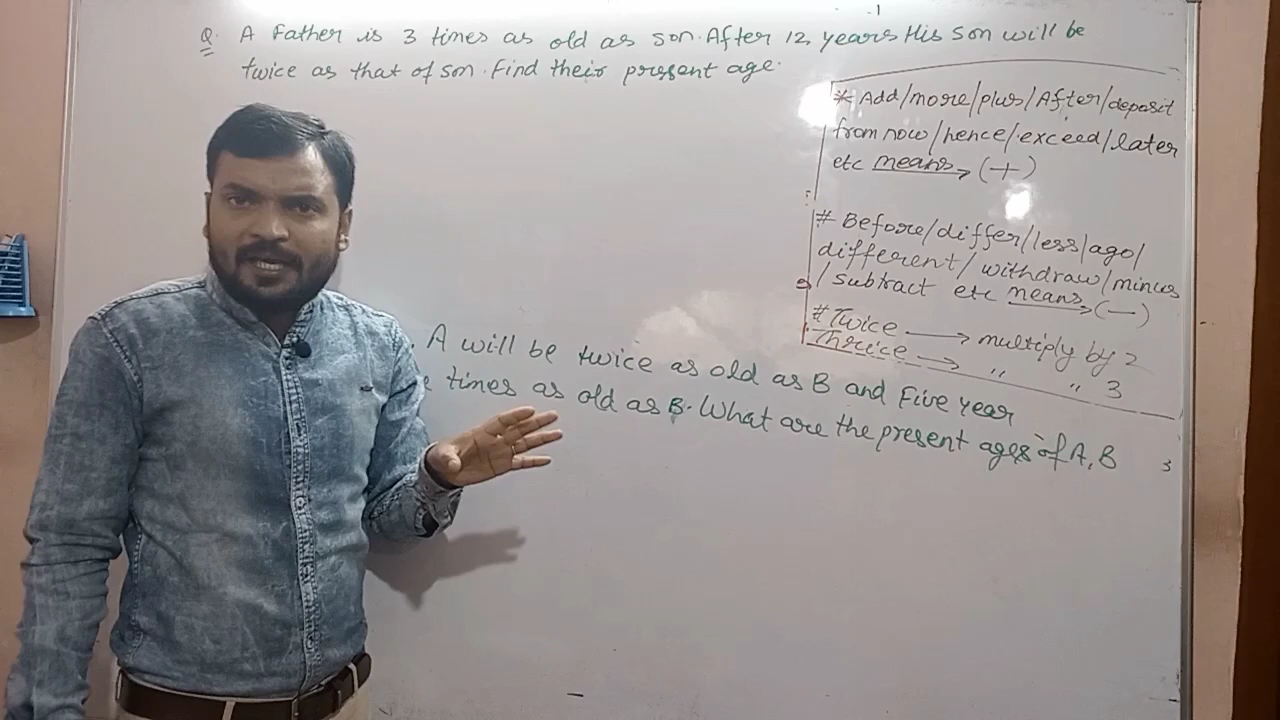 Q. A Father is 3 times as old as son. After 12 years His son will be
twice as that of son. Find their present age.
* Add/more/plus/After/deposit
from now/hence/exceed/later
etc means → (+)
# Before/differ/less/ago/
different/withdraw/minus
/subtract etc means → (—)
# Twice → multiply by 2
Thrice → " " 3
A will be twice as old as B and Five year
times as old as B. What are the present ages of A, B